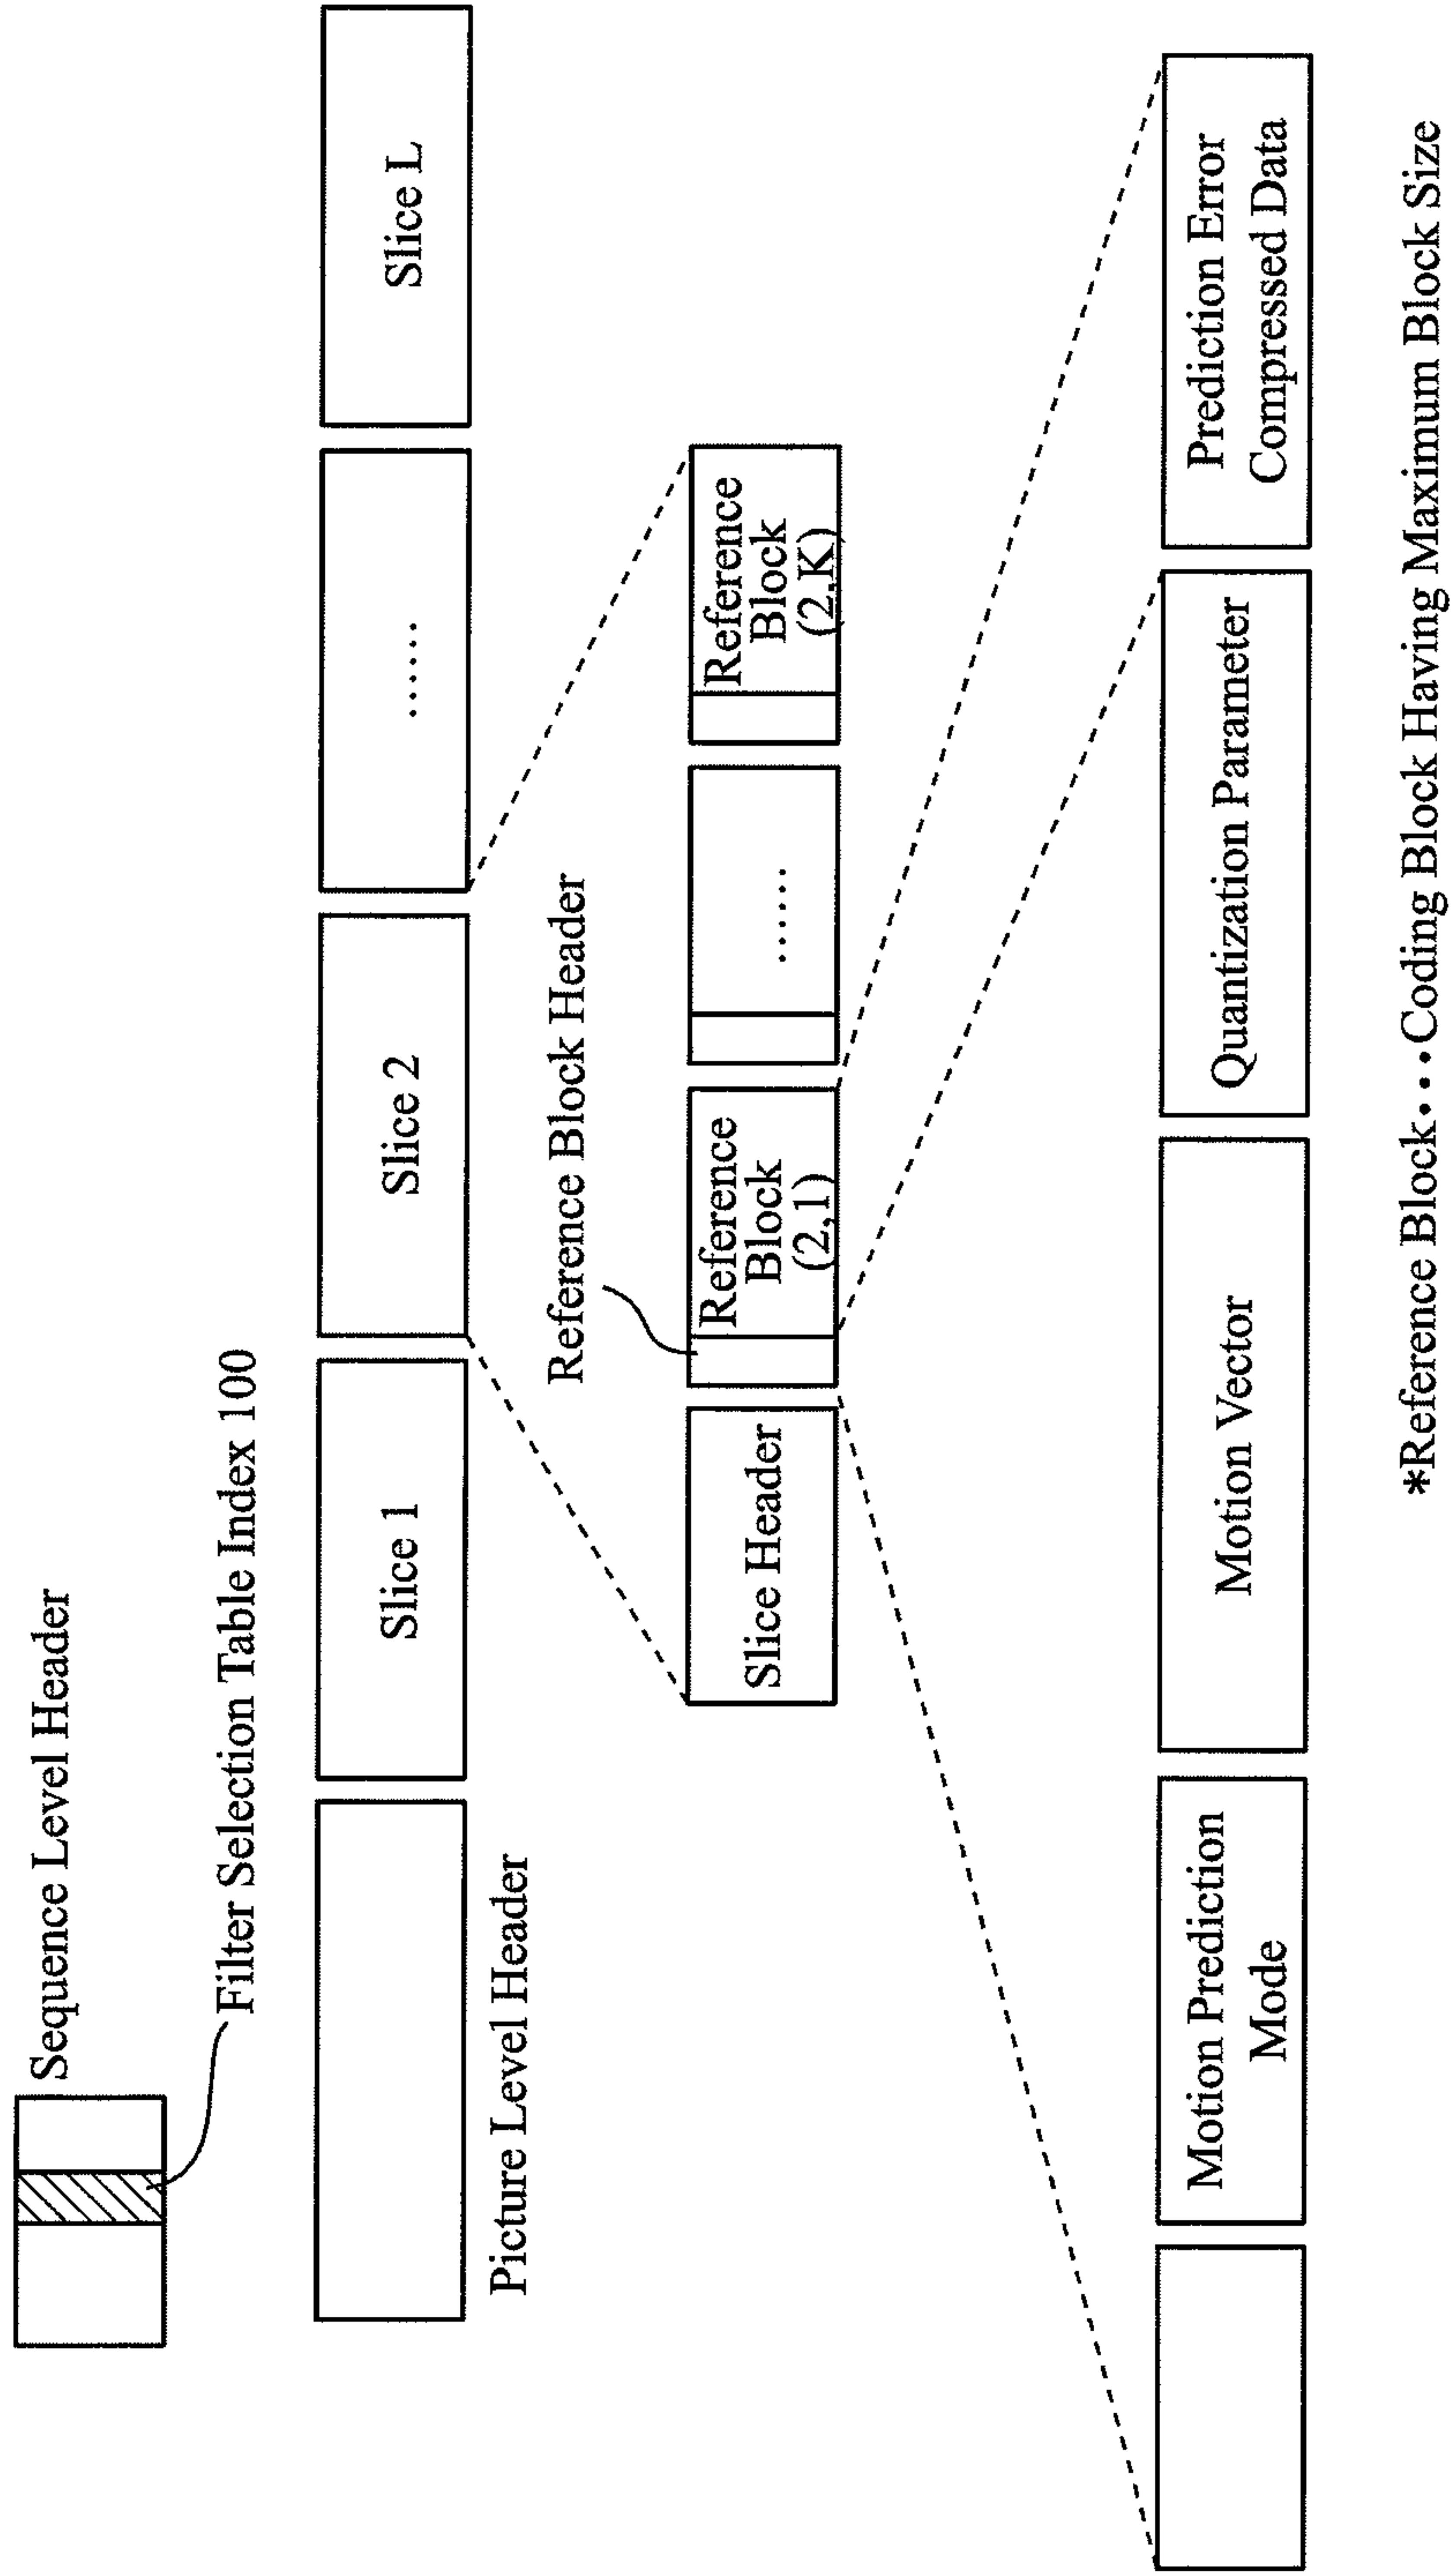 Sequence Level Header
Filter Selection Table Index 100
Slice 1
Slice 2
......
Slice L
Picture Level Header
Reference Block Header
Slice Header
Reference
Block
(2,1)
......
Reference
Block
(2,K)
Motion Prediction
Mode
Motion Vector
Quantization Parameter
Prediction Error
Compressed Data
*Reference Block•••Coding Block Having Maximum Block Size